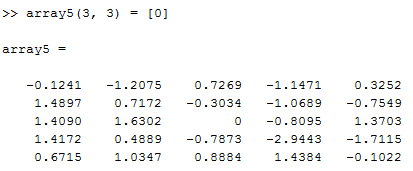 >> array5(3, 3) = [0]
array5 =
-0.1241 -1.2075 0.7269 -1.1471 0.3252
1.4897 0.7172 -0.3034 -1.0689 -0.7549
1.4090 1.6302 0 -0.8095 1.3703
1.4172 0.4889 -0.7873 -2.9443 -1.7115
0.6715 1.0347 0.8884 1.4384 -0.1022